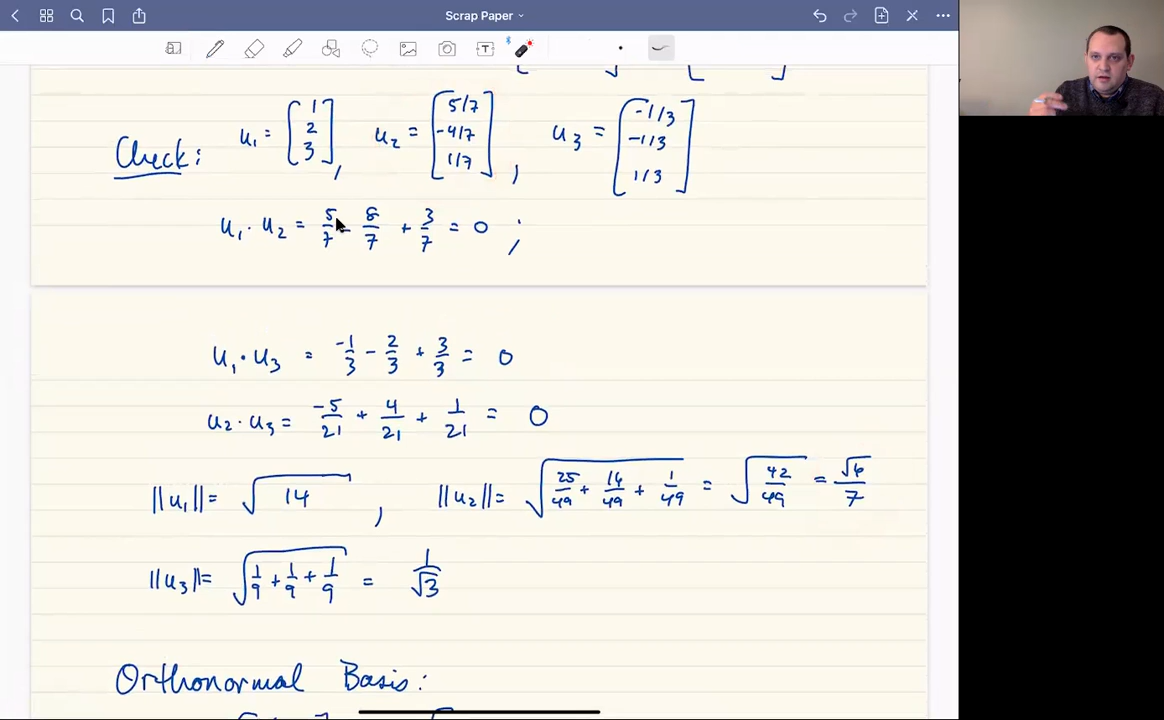 Scrap Paper
Check: u₁ = [1 2 3], u₂ = [5/7 -4/7 1/7], u₃ = [-1/3 -1/3 1/3]
u₁ · u₂ = 5/7 - 8/7 + 3/7 = 0 ;
u₁ · u₃ = -1/3 - 2/3 + 3/3 = 0
u₂ · u₃ = -5/21 + 4/21 + 1/21 = 0
||u₁|| = √14 , ||u₂|| = √(25/49 + 16/49 + 1/49) = √(42/49) = √6/7
||u₃|| = √(1/9 + 1/9 + 1/9) = 1/√3
Orthonormal Basis: